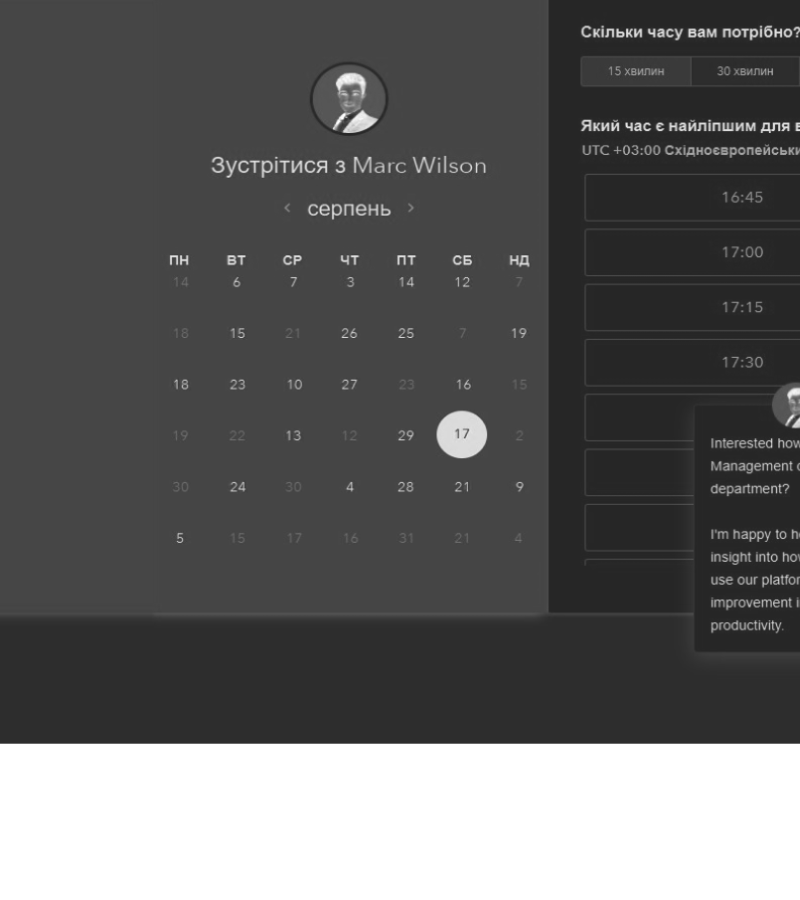 Зустрітися з Marc Wilson
серпень
ПН ВТ СР ЧТ ПТ СБ НД
14 6 7 3 14 12 7
18 15 21 26 25 7 19
18 23 10 27 23 16 15
19 22 13 12 29 17 2
30 24 30 4 28 21 9
5 15 17 16 31 21 4
Скільки часу вам потрібно?
15 хвилин 30 хвилин
Який час є найліпшим для
UTC +03:00
16:45
17:00
17:15
17:30
Interested how
Management
department?
I'm happy to
insight into how
use our
improvement
productivity.